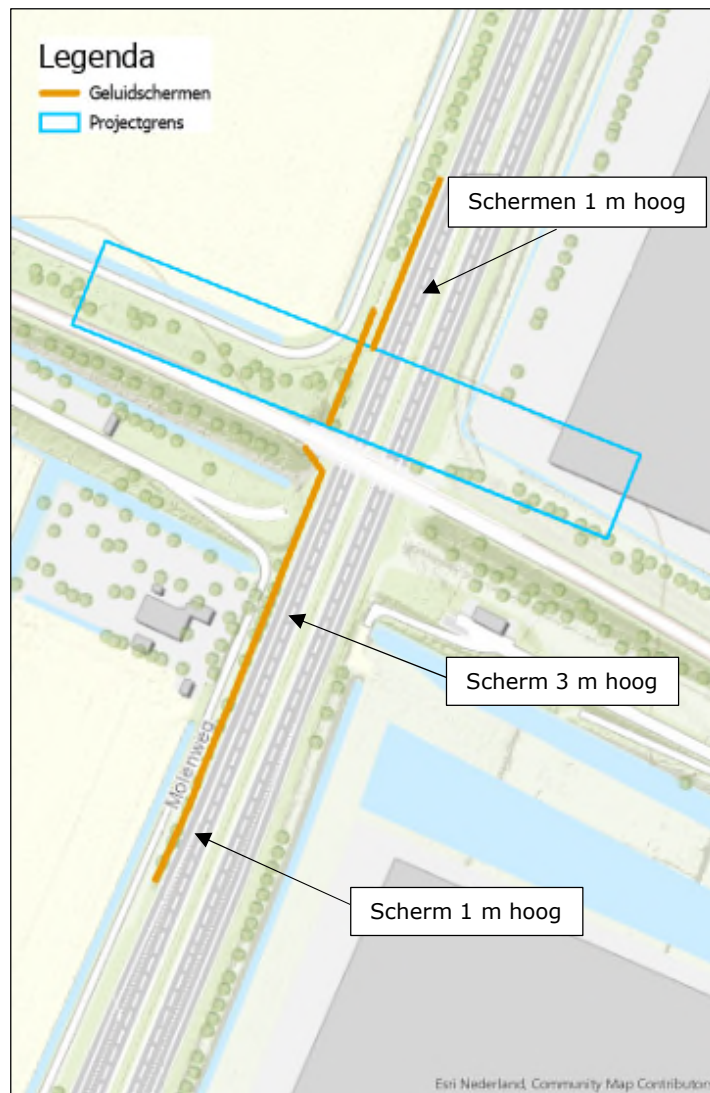 Legenda
Geluidschermen
Projectgrens
Schermen 1 m hoog
Scherm 3 m hoog
Molenweg
Scherm 1 m hoog
Esri Nederland, Community Map Contributors